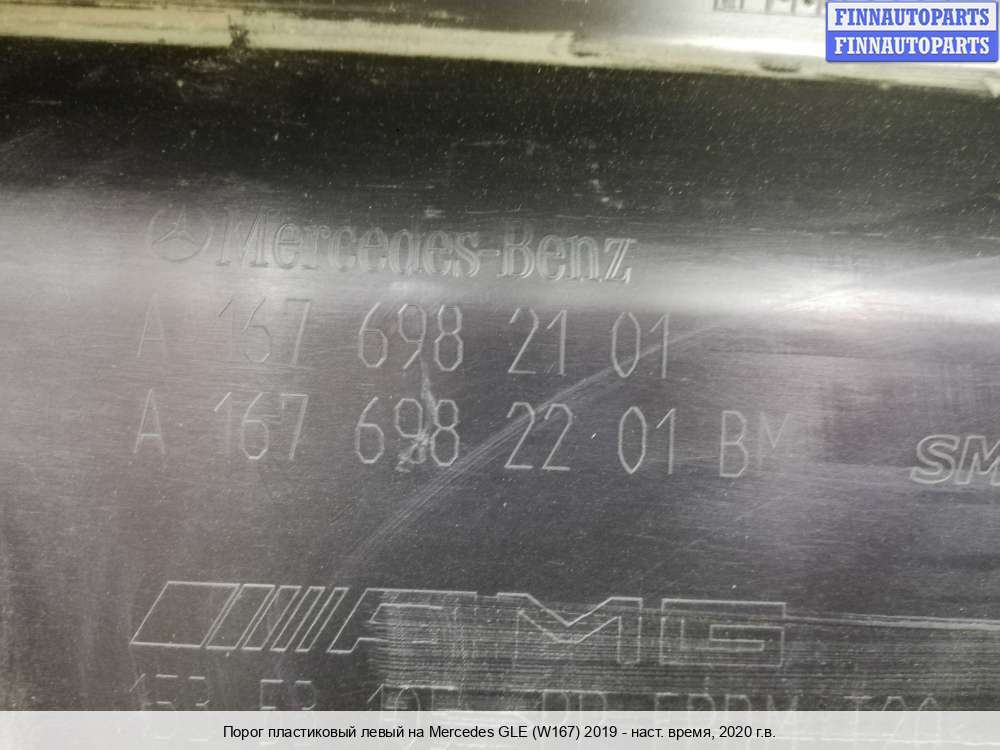 FINNAUTOPARTS
FINNAUTOPARTS
Mercedes-Benz
A 167 698 21 01
A 167 698 22 01 BM
SM
AMG
Порог пластиковый левый на Mercedes GLE (W167) 2019 - наст. время, 2020 г.в.